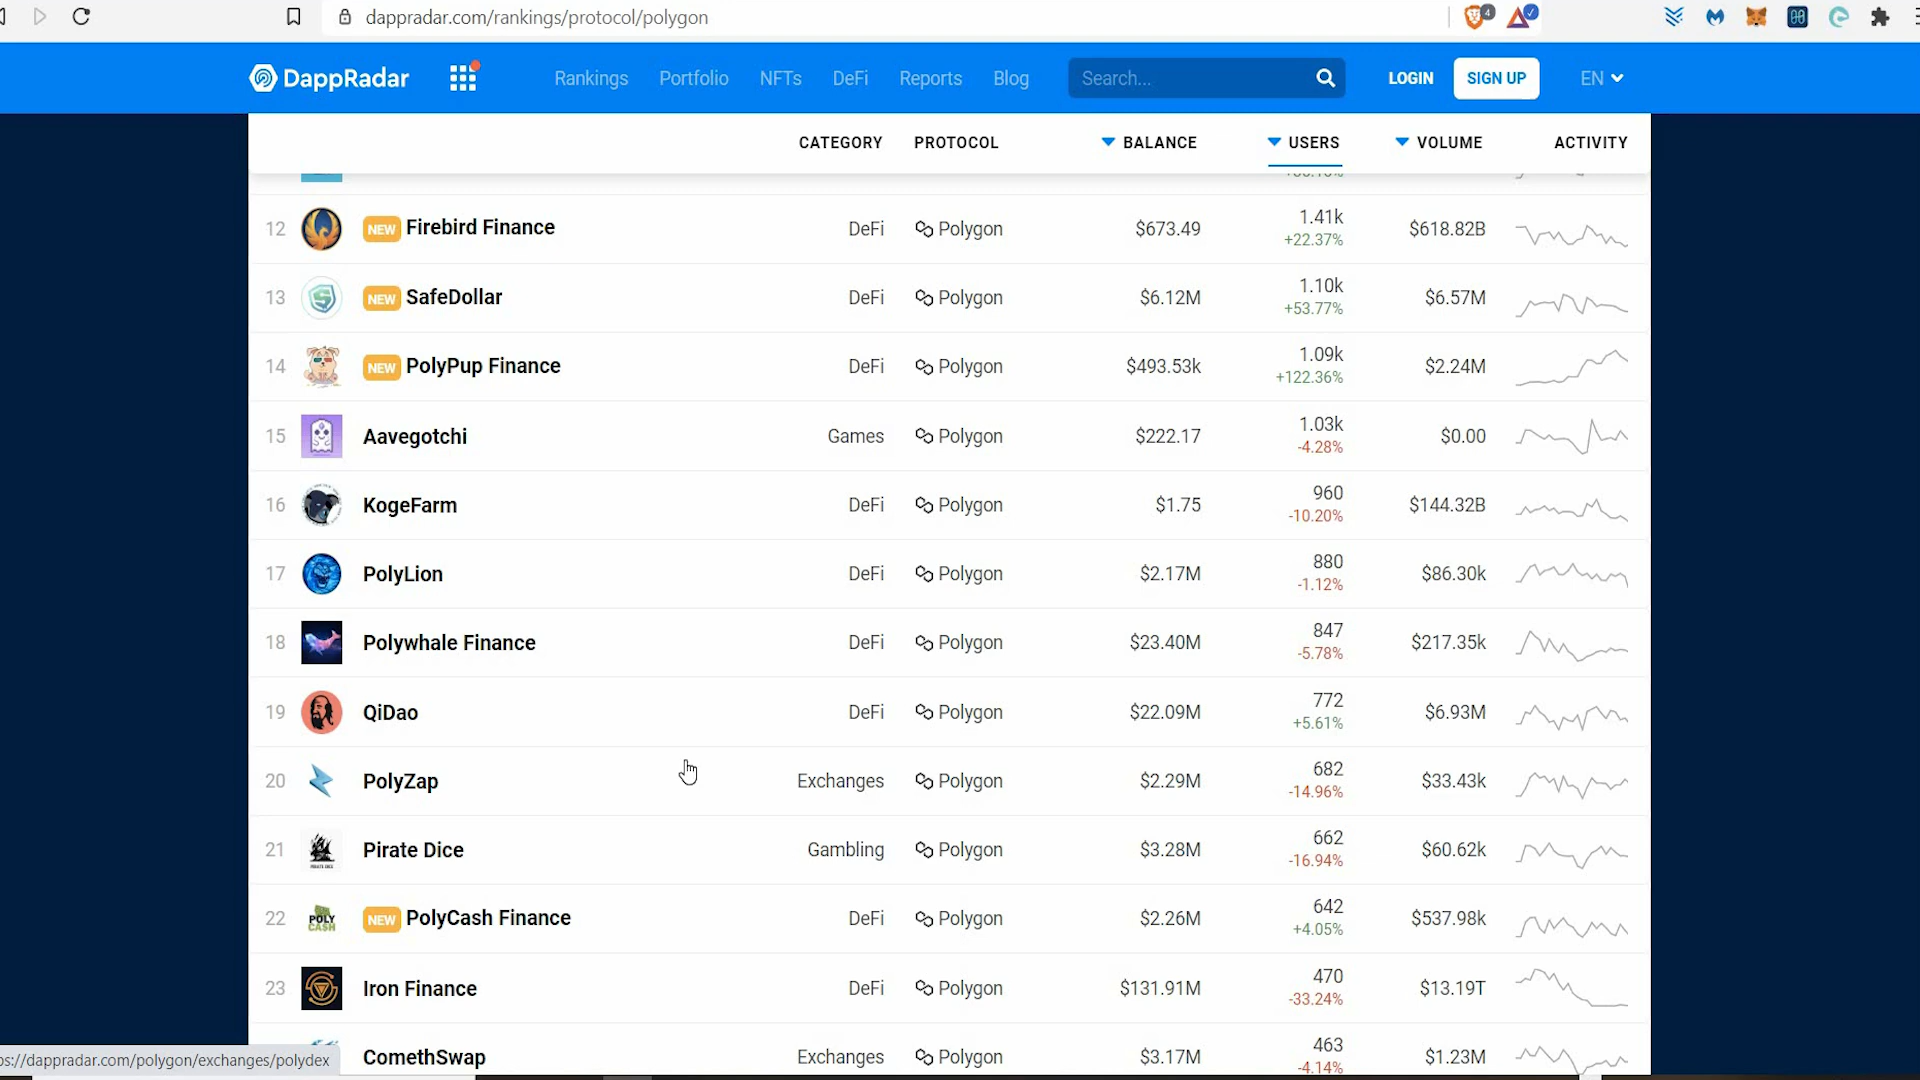 dappradar.com/rankings/protocol/polygon
4
DappRadar Rankings Portfolio NFTs DeFi Reports Blog Search... LOGIN SIGN UP EN
CATEGORY PROTOCOL BALANCE USERS VOLUME ACTIVITY
12 NEW Firebird Finance DeFi Polygon $673.49 1.41k $618.82B
+22.37%
13 NEW SafeDollar DeFi Polygon $6.12M 1.10k $6.57M
+53.77%
14 NEW PolyPup Finance DeFi Polygon $493.53k 1.09k $2.24M
+122.36%
15 Aavegotchi Games Polygon $222.17 1.03k $0.00
-4.28%
16 KogeFarm DeFi Polygon $1.75 960 $144.32B
-10.20%
17 PolyLion DeFi Polygon $2.17M 880 $86.30k
-1.12%
18 Polywhale Finance DeFi Polygon $23.40M 847 $217.35k
-5.78%
19 QiDao DeFi Polygon $22.09M 772 $6.93M
+5.61%
20 PolyZap Exchanges Polygon $2.29M 682 $33.43k
-14.96%
21 Pirate Dice Gambling Polygon $3.28M 662 $60.62k
-16.94%
22 POLY CASH NEW PolyCash Finance DeFi Polygon $2.26M 642 $537.98k
+4.05%
23 Iron Finance DeFi Polygon $131.91M 470 $13.19T
-33.24%
ComethSwap Exchanges Polygon $3.17M 463 $1.23M
-4.14%
ps://dappradar.com/polygon/exchanges/polydex